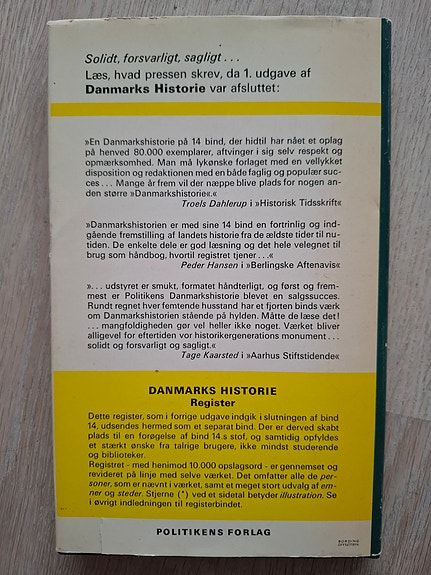 Solidt, forsvarligt, sagligt . . .
Læs, hvad pressen skrev, da 1. udgave af
Danmarks Historie var afsluttet:
»En Danmarkshistorie på 14 bind, der hidtil har nået et oplag
på henved 80.000 exemplarer, aftvinger i sig selv respekt og
opmærksomhed. Man må lykønske forlaget med en vellykket
disposition og redaktionen med en både faglig og populær suc-
ces . . . Mange år frem vil der næppe blive plads for nogen an-
den større »Danmarkshistorie«.«
Troels Dahlerup i »Historisk Tidsskrift«
»Danmarkshistorien er med sine 14 bind en fortrinlig og ind-
gående fremstilling af landets historie fra de ældste tider til nu-
tiden. De enkelte dele er god læsning og det hele velegnet til
brug som håndbog, hvortil registret tjener . . .«
Peder Hansen i »Berlingske Aftenavis«
». . . udstyret er smukt, formatet håndterligt, og først og frem-
mest er Politikens Danmarkshistorie blevet en salgssucces.
Rundt regnet hver femtende husstand har et fjorten binds værk
om Danmarkshistorien stående på hylden. Måtte de læse det!
. . . mangfoldigheden gør vel heller ikke noget. Værket bliver
alligevel for eftertiden vor historikergenerations monument . . .
solidt og forsvarligt og sagligt.«
Tage Kaarsted i »Aarhus Stiftstidende«
DANMARKS HISTORIE
Register
Dette register, som i forrige udgave indgik i slutningen af bind
14, udsendes hermed som et separat bind. Der er derved skabt
plads til en forøgelse af bind 14.s stof, og samtidig opfyldes
et stærkt ønske fra talrige brugere, ikke mindst studerende
og biblioteker.
Registret - med henimod 10.000 opslagsord - er gennemset og
revideret på linje med selve værket. Det omfatter alle de per-
soner, som er nævnt i værket, samt et meget stort udvalg af em-
ner og steder. Stjerne (*) ved et sidetal betyder illustration. Se
i øvrigt indledningen til registerbindet.
POLITIKENS FORLAG